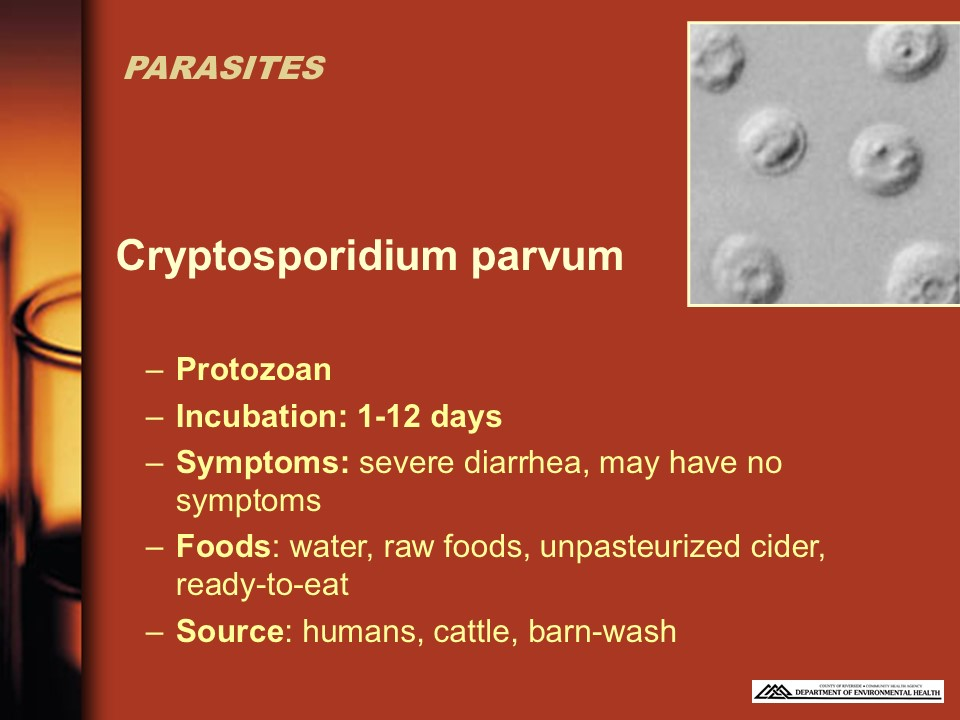 PARASITES
Cryptosporidium parvum
– Protozoan
– Incubation: 1-12 days
– Symptoms: severe diarrhea, may have no
symptoms
– Foods: water, raw foods, unpasteurized cider,
ready-to-eat
– Source: humans, cattle, barn-wash
COUNTY OF RIVERSIDE • COMMUNITY HEALTH AGENCY
DEPARTMENT OF ENVIRONMENTAL HEALTH